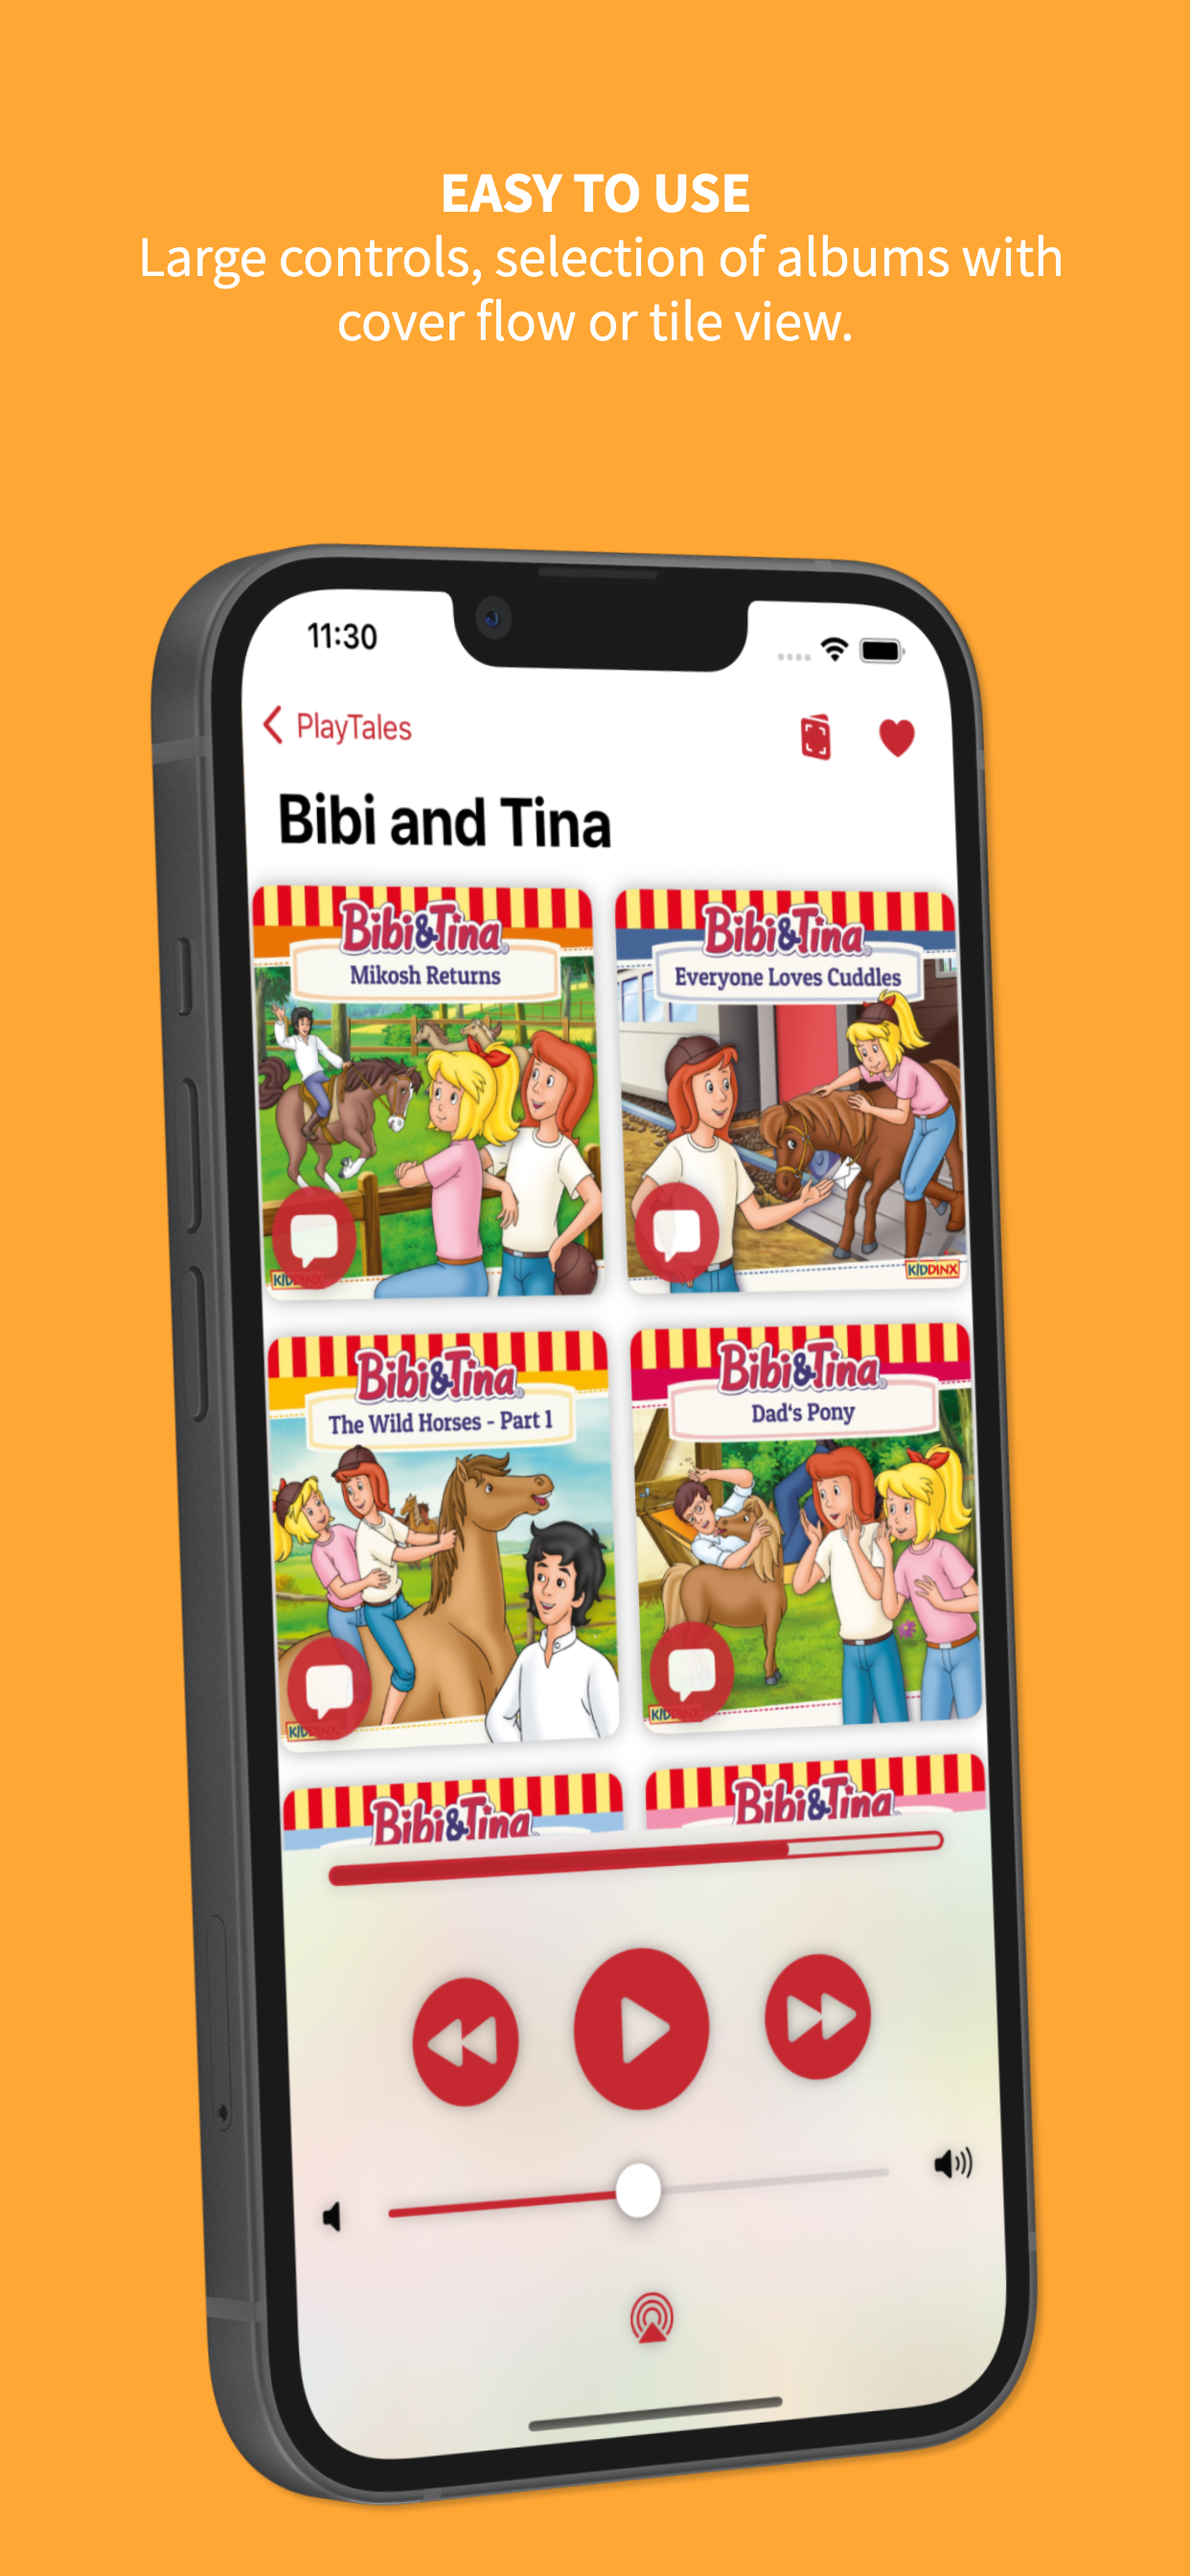 EASY TO USE
Large controls, selection of albums with
cover flow or tile view.
11:30
PlayTales
Bibi and Tina
Bibi&Tina
Mikosh Returns
KIDDINX
Bibi&Tina
Everyone Loves Cuddles
KIDDINX
Bibi&Tina
The Wild Horses - Part 1
KIDDINX
Bibi&Tina
Dad's Pony
KIDDINX
Bibi&Tina
Bibi&Tina